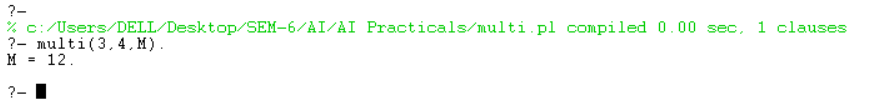 ?-
% c:/Users/DELL/Desktop/SEM-6/AI/AI Practicals/multi.pl compiled 0.00 sec, 1 clauses
?- multi(3,4,M).
M = 12.
?-